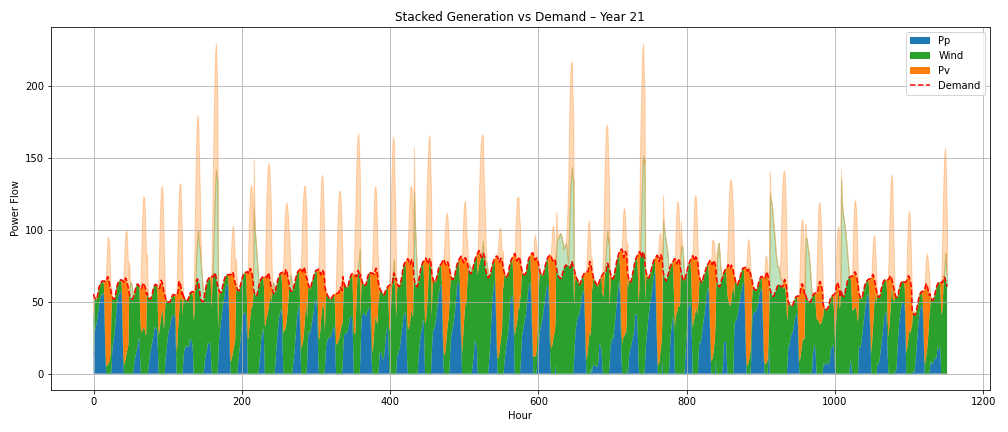 Stacked Generation vs Demand – Year 21
Pp
Wind
Pv
Demand
Power Flow
200
150
100
50
0
0
200
400
600
800
1000
1200
Hour